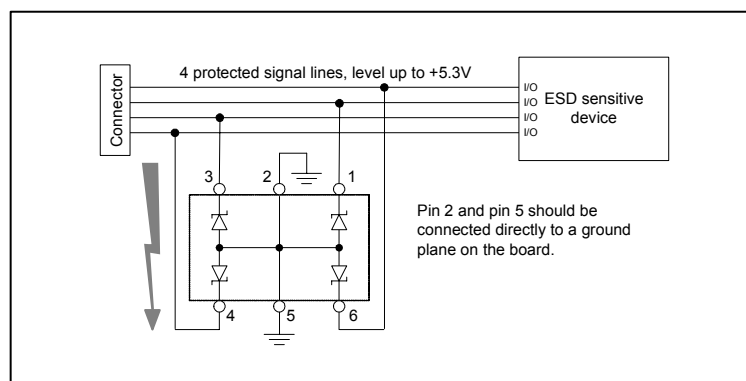 Connector
4 protected signal lines, level up to +5.3V
I/O
I/O
I/O
I/O
ESD sensitive
device
3
2
1
Pin 2 and pin 5 should be
connected directly to a ground
plane on the board.
4
5
6